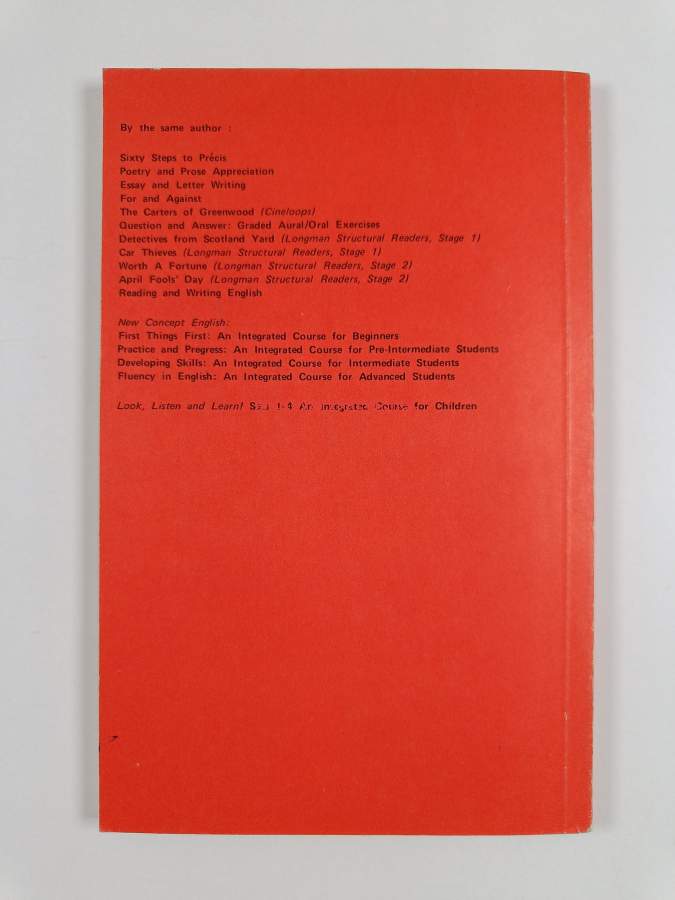 By the same author :
Sixty Steps to Précis
Poetry and Prose Appreciation
Essay and Letter Writing
For and Against
The Carters of Greenwood (Cineloops)
Question and Answer: Graded Aural/Oral Exercises
Detectives from Scotland Yard (Longman Structural Readers, Stage 1)
Car Thieves (Longman Structural Readers, Stage 1)
Worth A Fortune (Longman Structural Readers, Stage 2)
April Fools' Day (Longman Structural Readers, Stage 2)
Reading and Writing English
New Concept English:
First Things First: An Integrated Course for Beginners
Practice and Progress: An Integrated Course for Pre-Intermediate Students
Developing Skills: An Integrated Course for Intermediate Students
Fluency in English: An Integrated Course for Advanced Students
Look, Listen and Learn! 1-4 An Integrated Course for Children